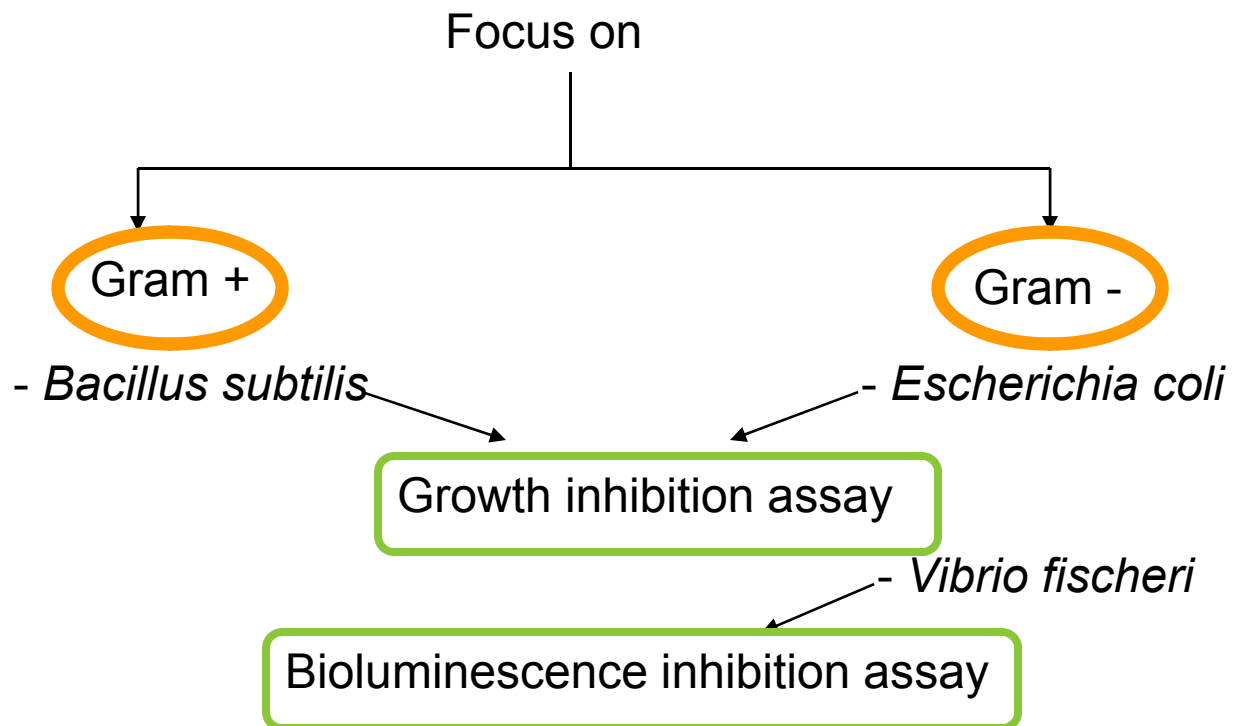 Focus on
Gram +
Gram -
- Bacillus subtilis
- Escherichia coli
Growth inhibition assay
- Vibrio fischeri
Bioluminescence inhibition assay